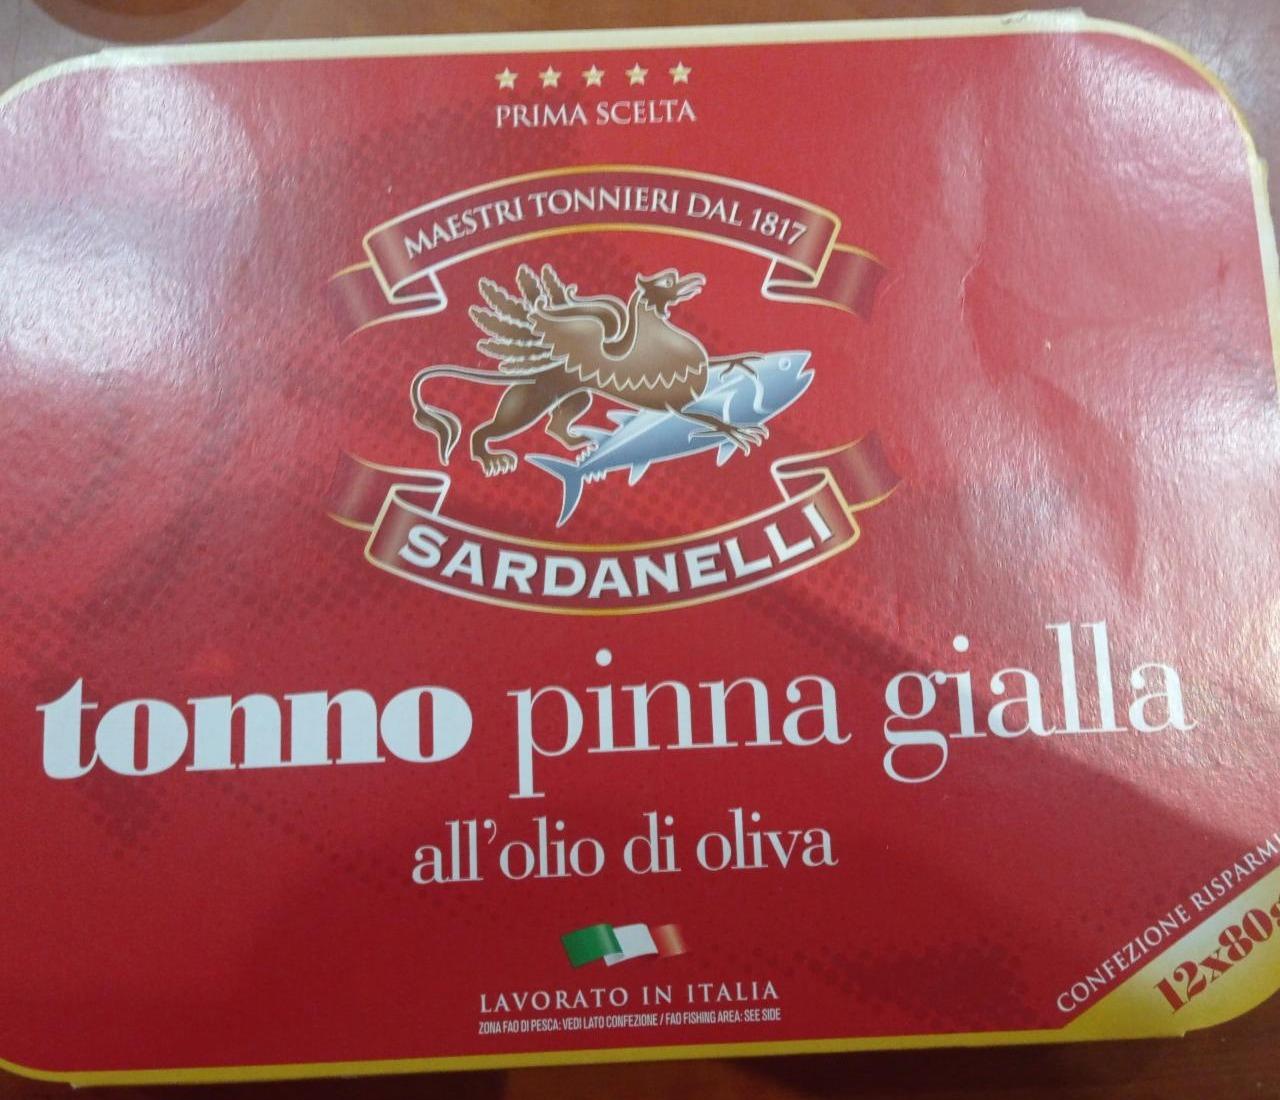 PRIMA SCELTA
MAESTRI TONNIERI DAL 1817
SARDANELLI
tonno pinna gialla
all'olio di oliva
LAVORATO IN ITALIA
ZONA FAO DI PESCA: VEDI LATO CONFEZIONE / FAO FISHING AREA: SEE SIDE
CONFEZIONE RISPARMI
12x80g